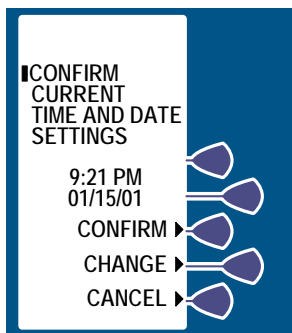 CONFIRM
CURRENT
TIME AND DATE
SETTINGS
9:21 PM
01/15/01
CONFIRM
CHANGE
CANCEL